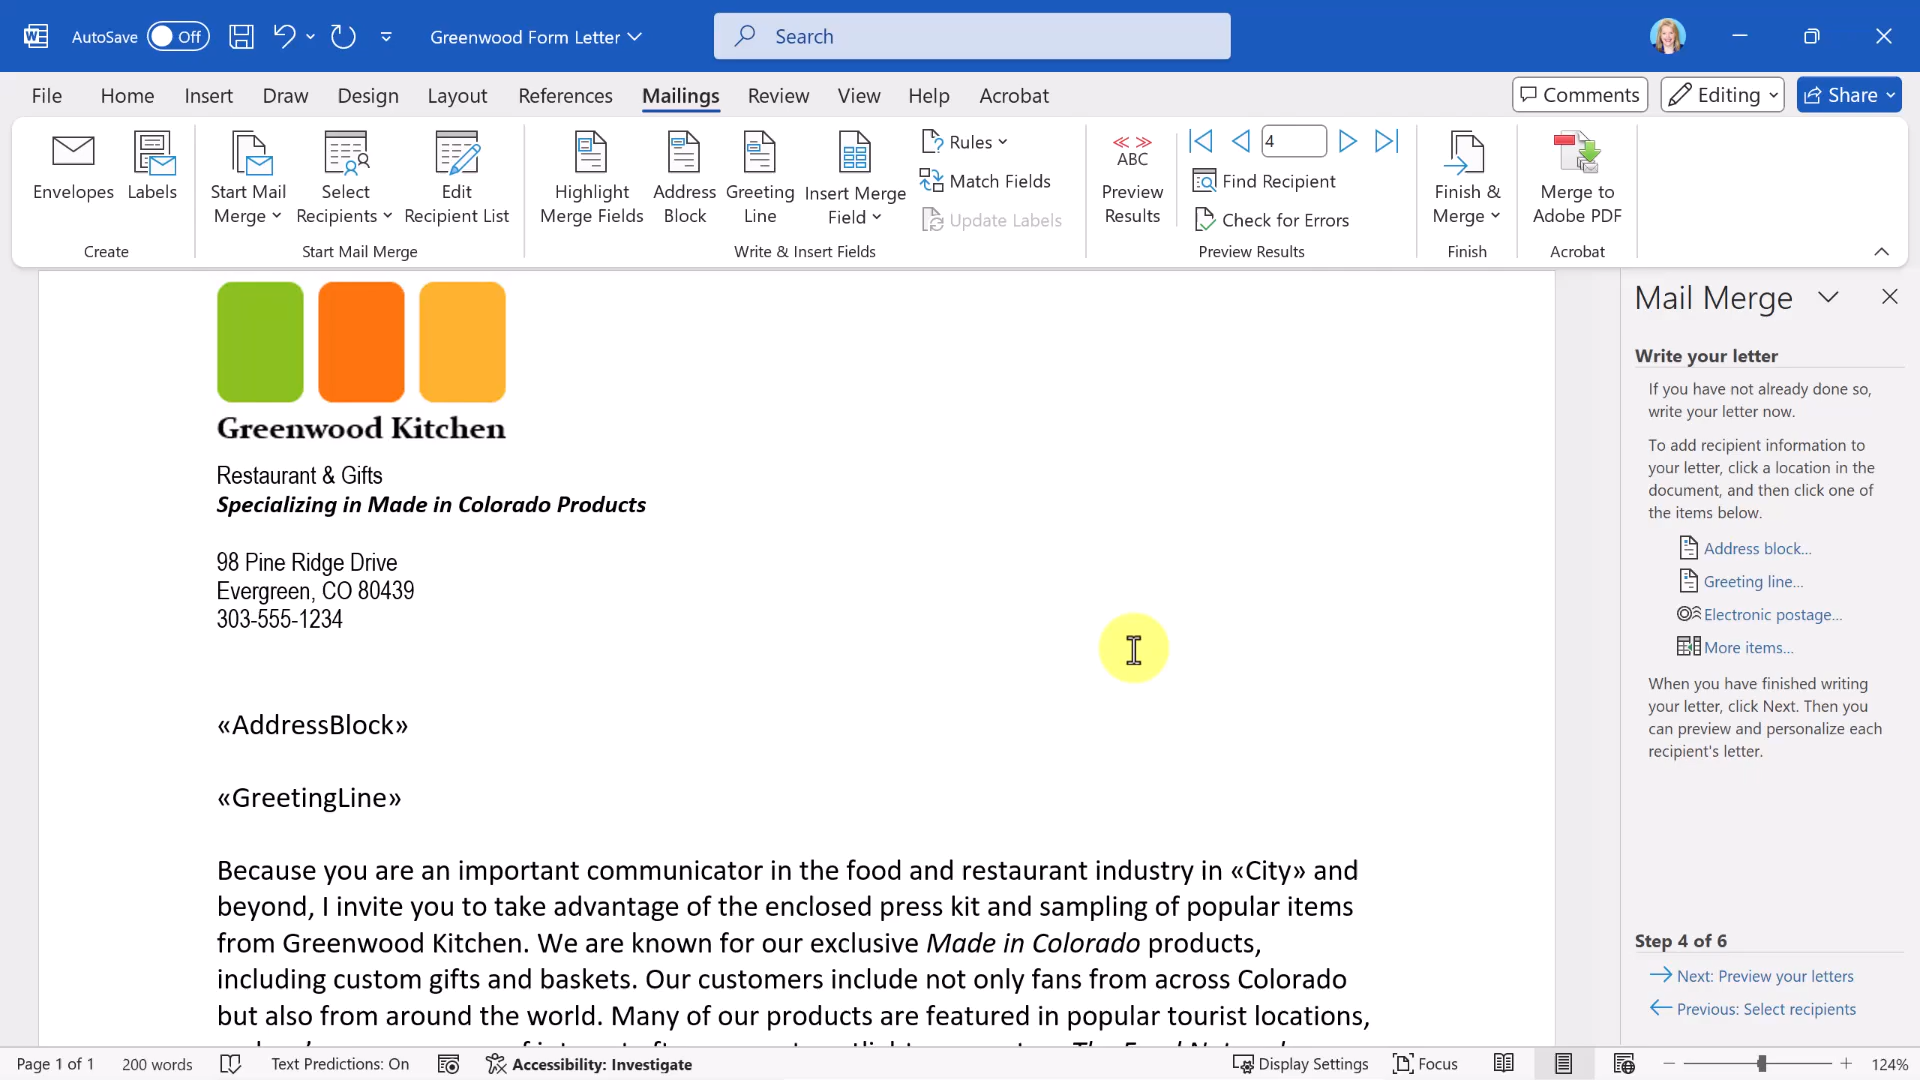 AutoSave Off Greenwood Form Letter Search
File Home Insert Draw Design Layout References Mailings Review View Help Acrobat Comments Editing Share
Envelopes
Labels
Create
Start Mail
Merge
Select
Recipients
Edit
Recipient List
Start Mail Merge
Highlight
Merge Fields
Address
Block
Greeting
Line
Insert Merge
Field
Rules
Match Fields
Update Labels
Write & Insert Fields
ABC
Preview
Results
4
Find Recipient
Check for Errors
Preview Results
Finish &
Merge
Finish
Merge to
Adobe PDF
Acrobat
Greenwood Kitchen
Restaurant & Gifts
Specializing in Made in Colorado Products
98 Pine Ridge Drive
Evergreen, CO 80439
303-555-1234
«AddressBlock»
«GreetingLine»
Because you are an important communicator in the food and restaurant industry in «City» and
beyond, I invite you to take advantage of the enclosed press kit and sampling of popular items
from Greenwood Kitchen. We are known for our exclusive Made in Colorado products,
including custom gifts and baskets. Our customers include not only fans from across Colorado
but also from around the world. Many of our products are featured in popular tourist locations,
Mail Merge
Write your letter
If you have not already done so,
write your letter now.
To add recipient information to
your letter, click a location in the
document, and then click one of
the items below.
Address block...
Greeting line...
Electronic postage...
More items...
When you have finished writing
your letter, click Next. Then you
can preview and personalize each
recipient's letter.
Step 4 of 6
Next: Preview your letters
Previous: Select recipients
Page 1 of 1 200 words Text Predictions: On Accessibility: Investigate Display Settings Focus 124%